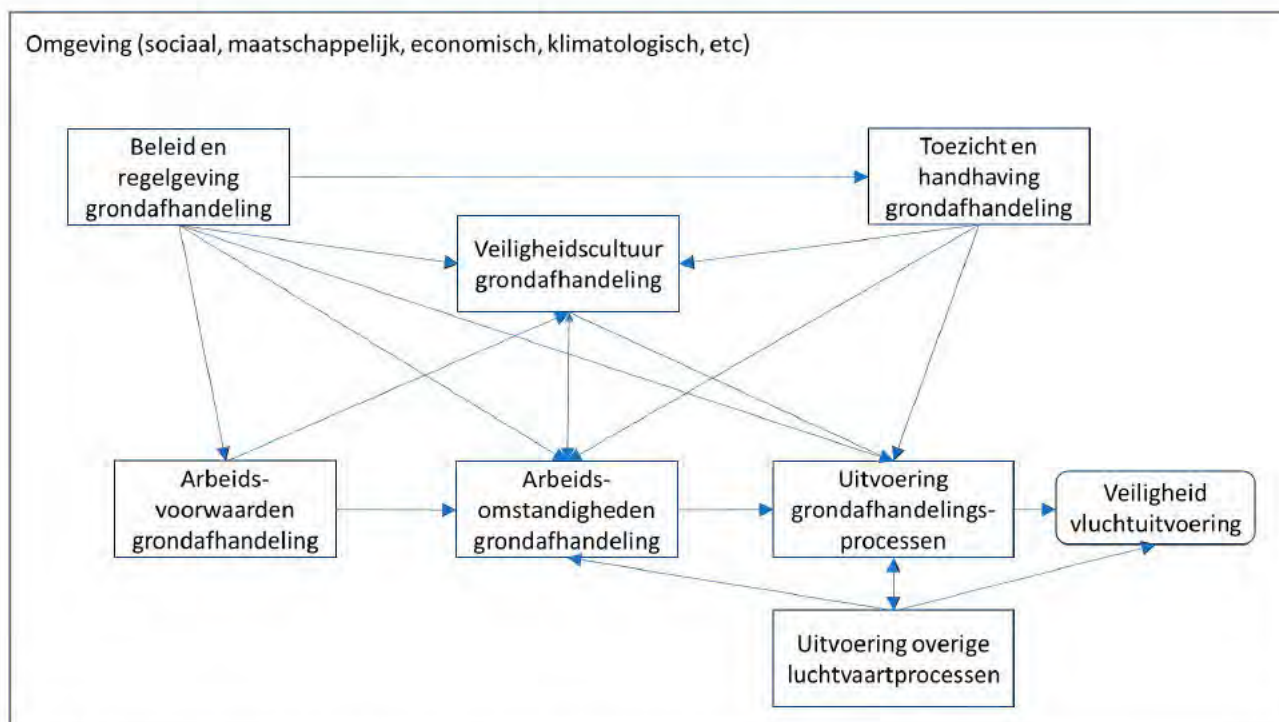 Omgeving (sociaal, maatschappelijk, economisch, klimatologisch, etc)
Beleid en
regelgeving
grondafhandeling
Toezicht en
handhaving
grondafhandeling
Veiligheidscultuur
grondafhandeling
Arbeids-
voorwaarden
grondafhandeling
Arbeids-
omstandigheden
grondafhandeling
Uitvoering
grondafhandelings-
processen
Veiligheid
vluchtuitvoering
Uitvoering overige
luchtvaartprocessen